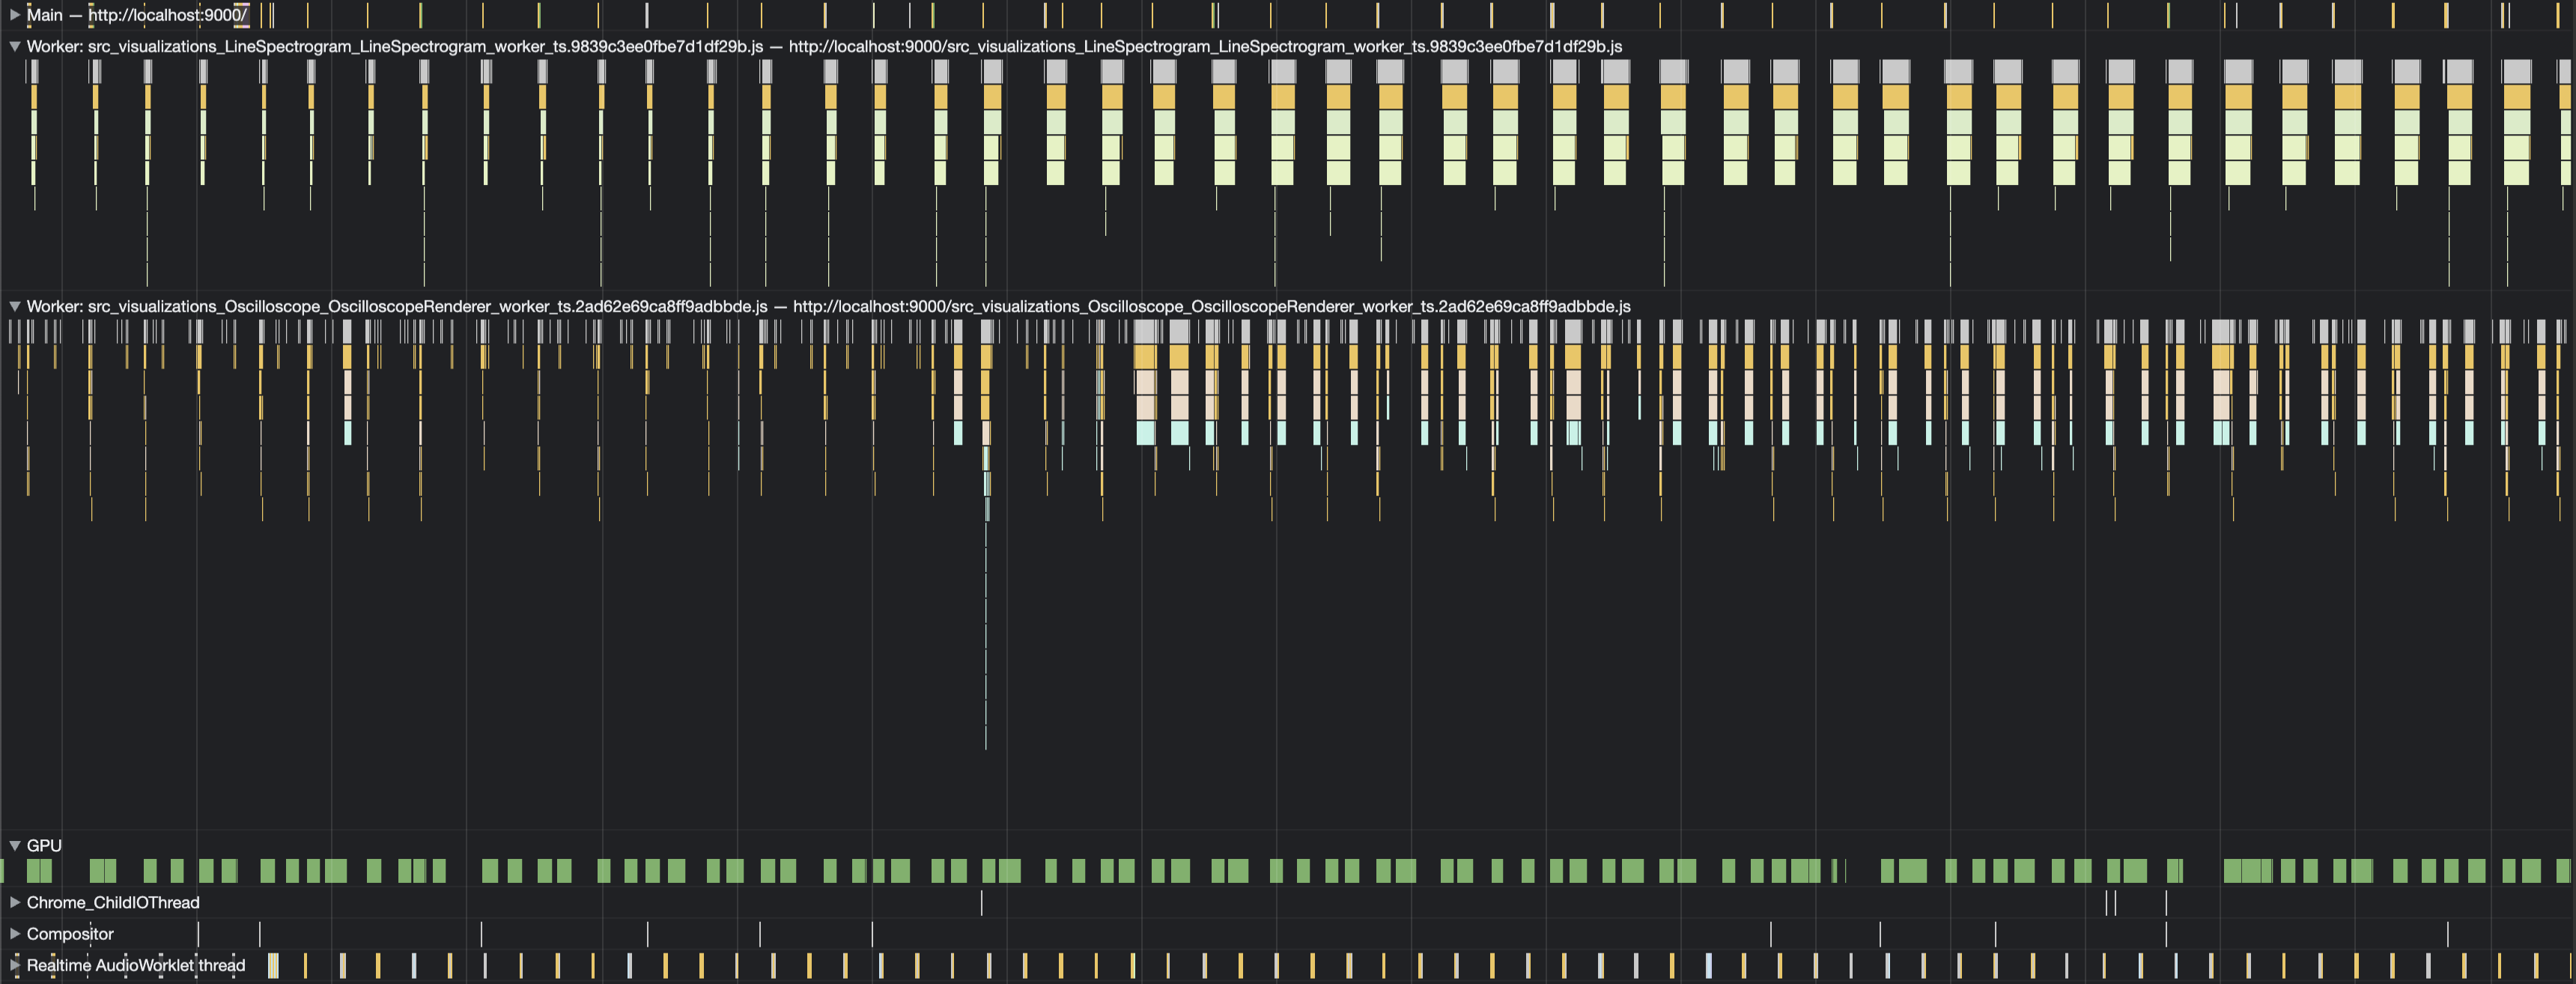 Main — http://localhost:9000/
Worker: src_visualizations_LineSpectrogram_LineSpectrogram_worker_ts.9839c3ee0fbe7d1df29b.js — http://localhost:9000/src_visualizations_LineSpectrogram_LineSpectrogram_worker_ts.9839c3ee0fbe7d1df29b.js
Worker: src_visualizations_Oscilloscope_OscilloscopeRenderer_worker_ts.2ad62e69ca8ff9adbbde.js — http://localhost:9000/src_visualizations_Oscilloscope_OscilloscopeRenderer_worker_ts.2ad62e69ca8ff9adbbde.js
GPU
Chrome_ChildIOThread
Compositor
Realtime AudioWorklet thread